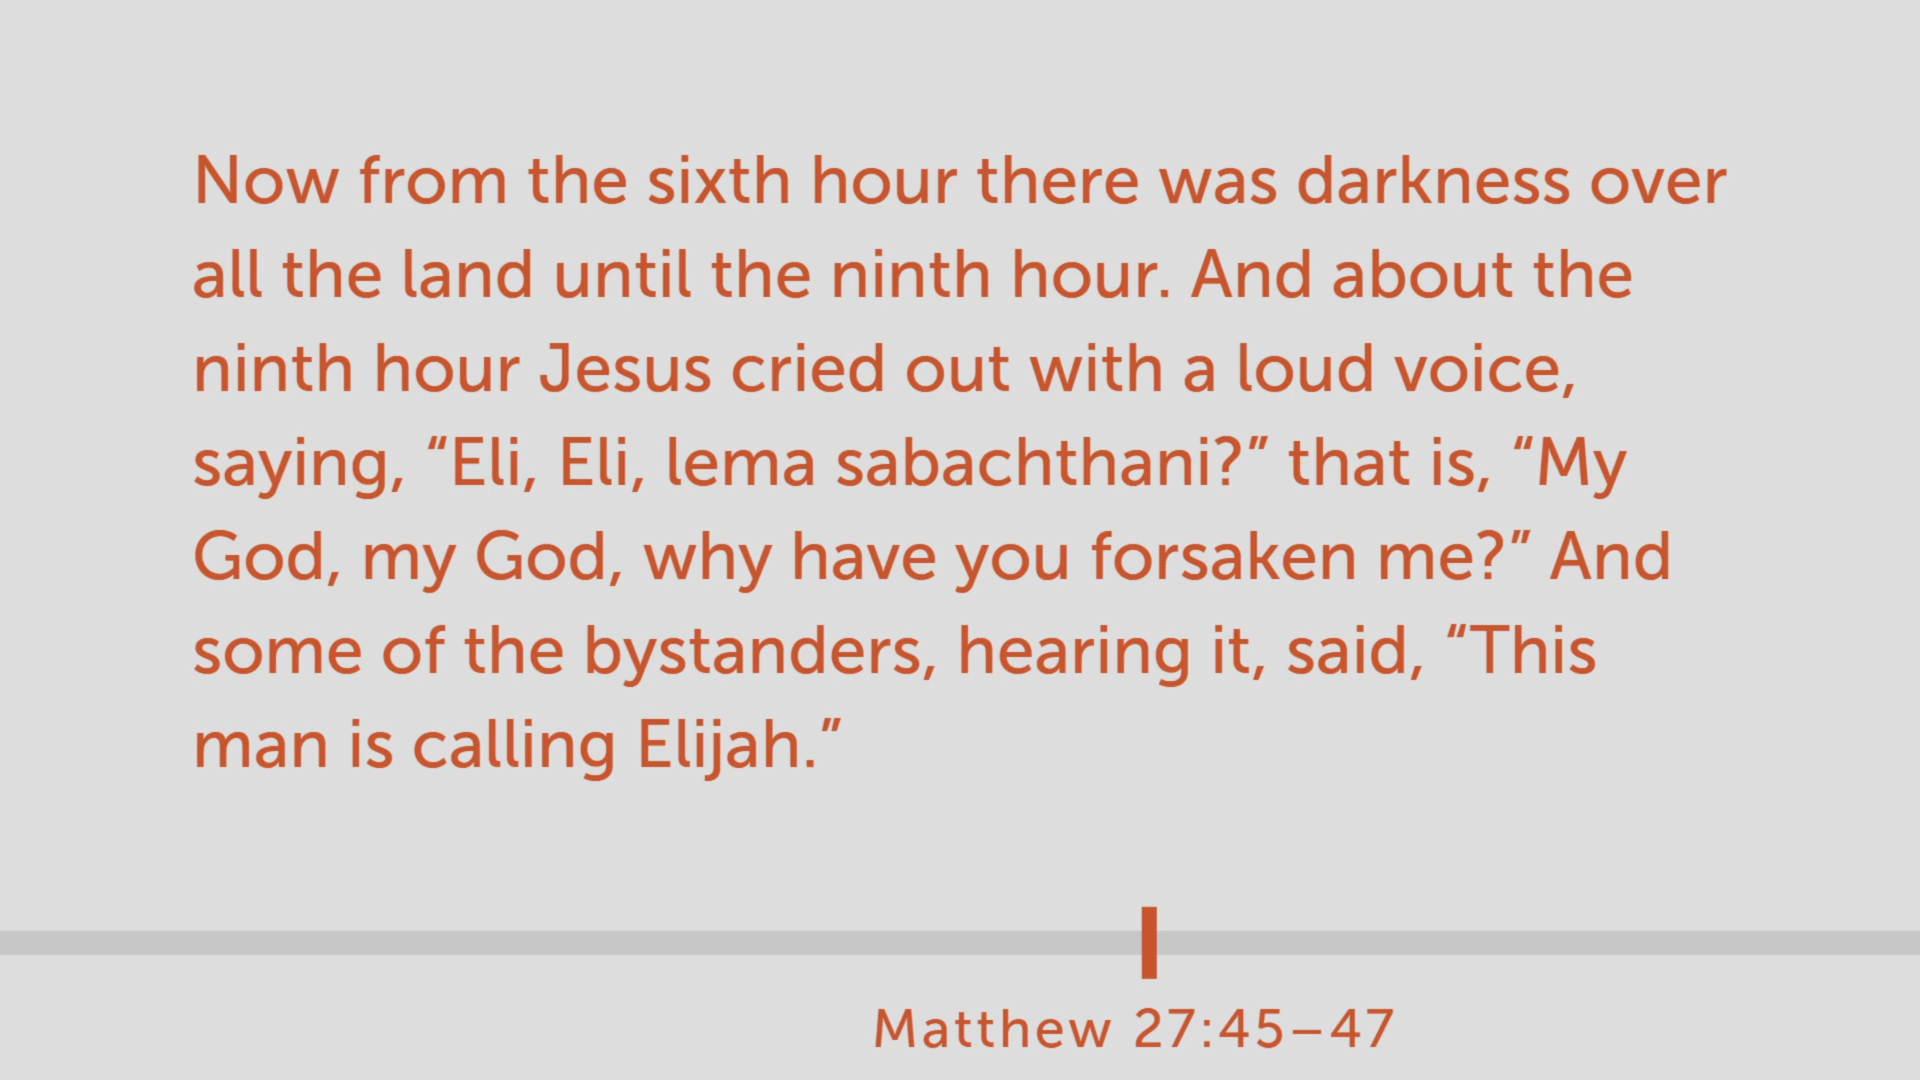 Now from the sixth hour there was darkness over
all the land until the ninth hour. And about the
ninth hour Jesus cried out with a loud voice,
saying, “Eli, Eli, lema sabachthani?” that is, “My
God, my God, why have you forsaken me?” And
some of the bystanders, hearing it, said, “This
man is calling Elijah.”
Matthew 27:45–47